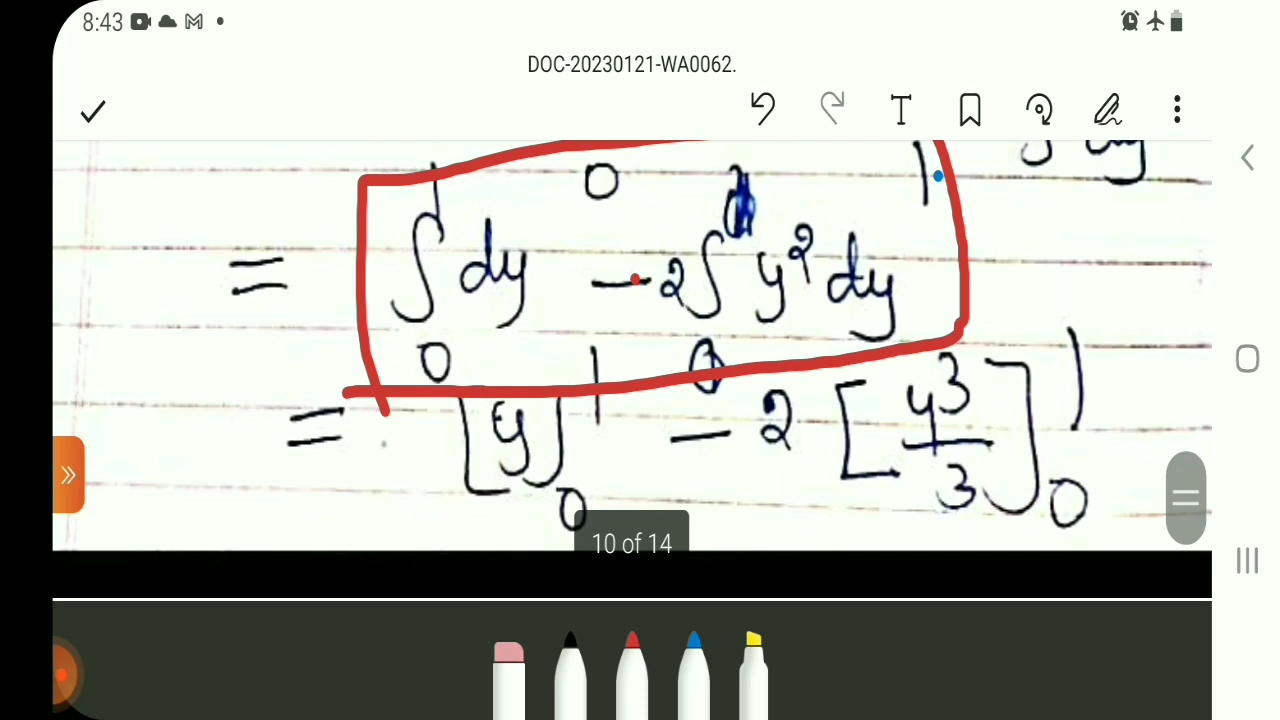 8:43
DOC-20230121-WA0062.
T
= ∫₀¹ dy - 2 ∫₀¹ y² dy
= [y]₀¹ - 2 [y³/3]₀¹
10 of 14